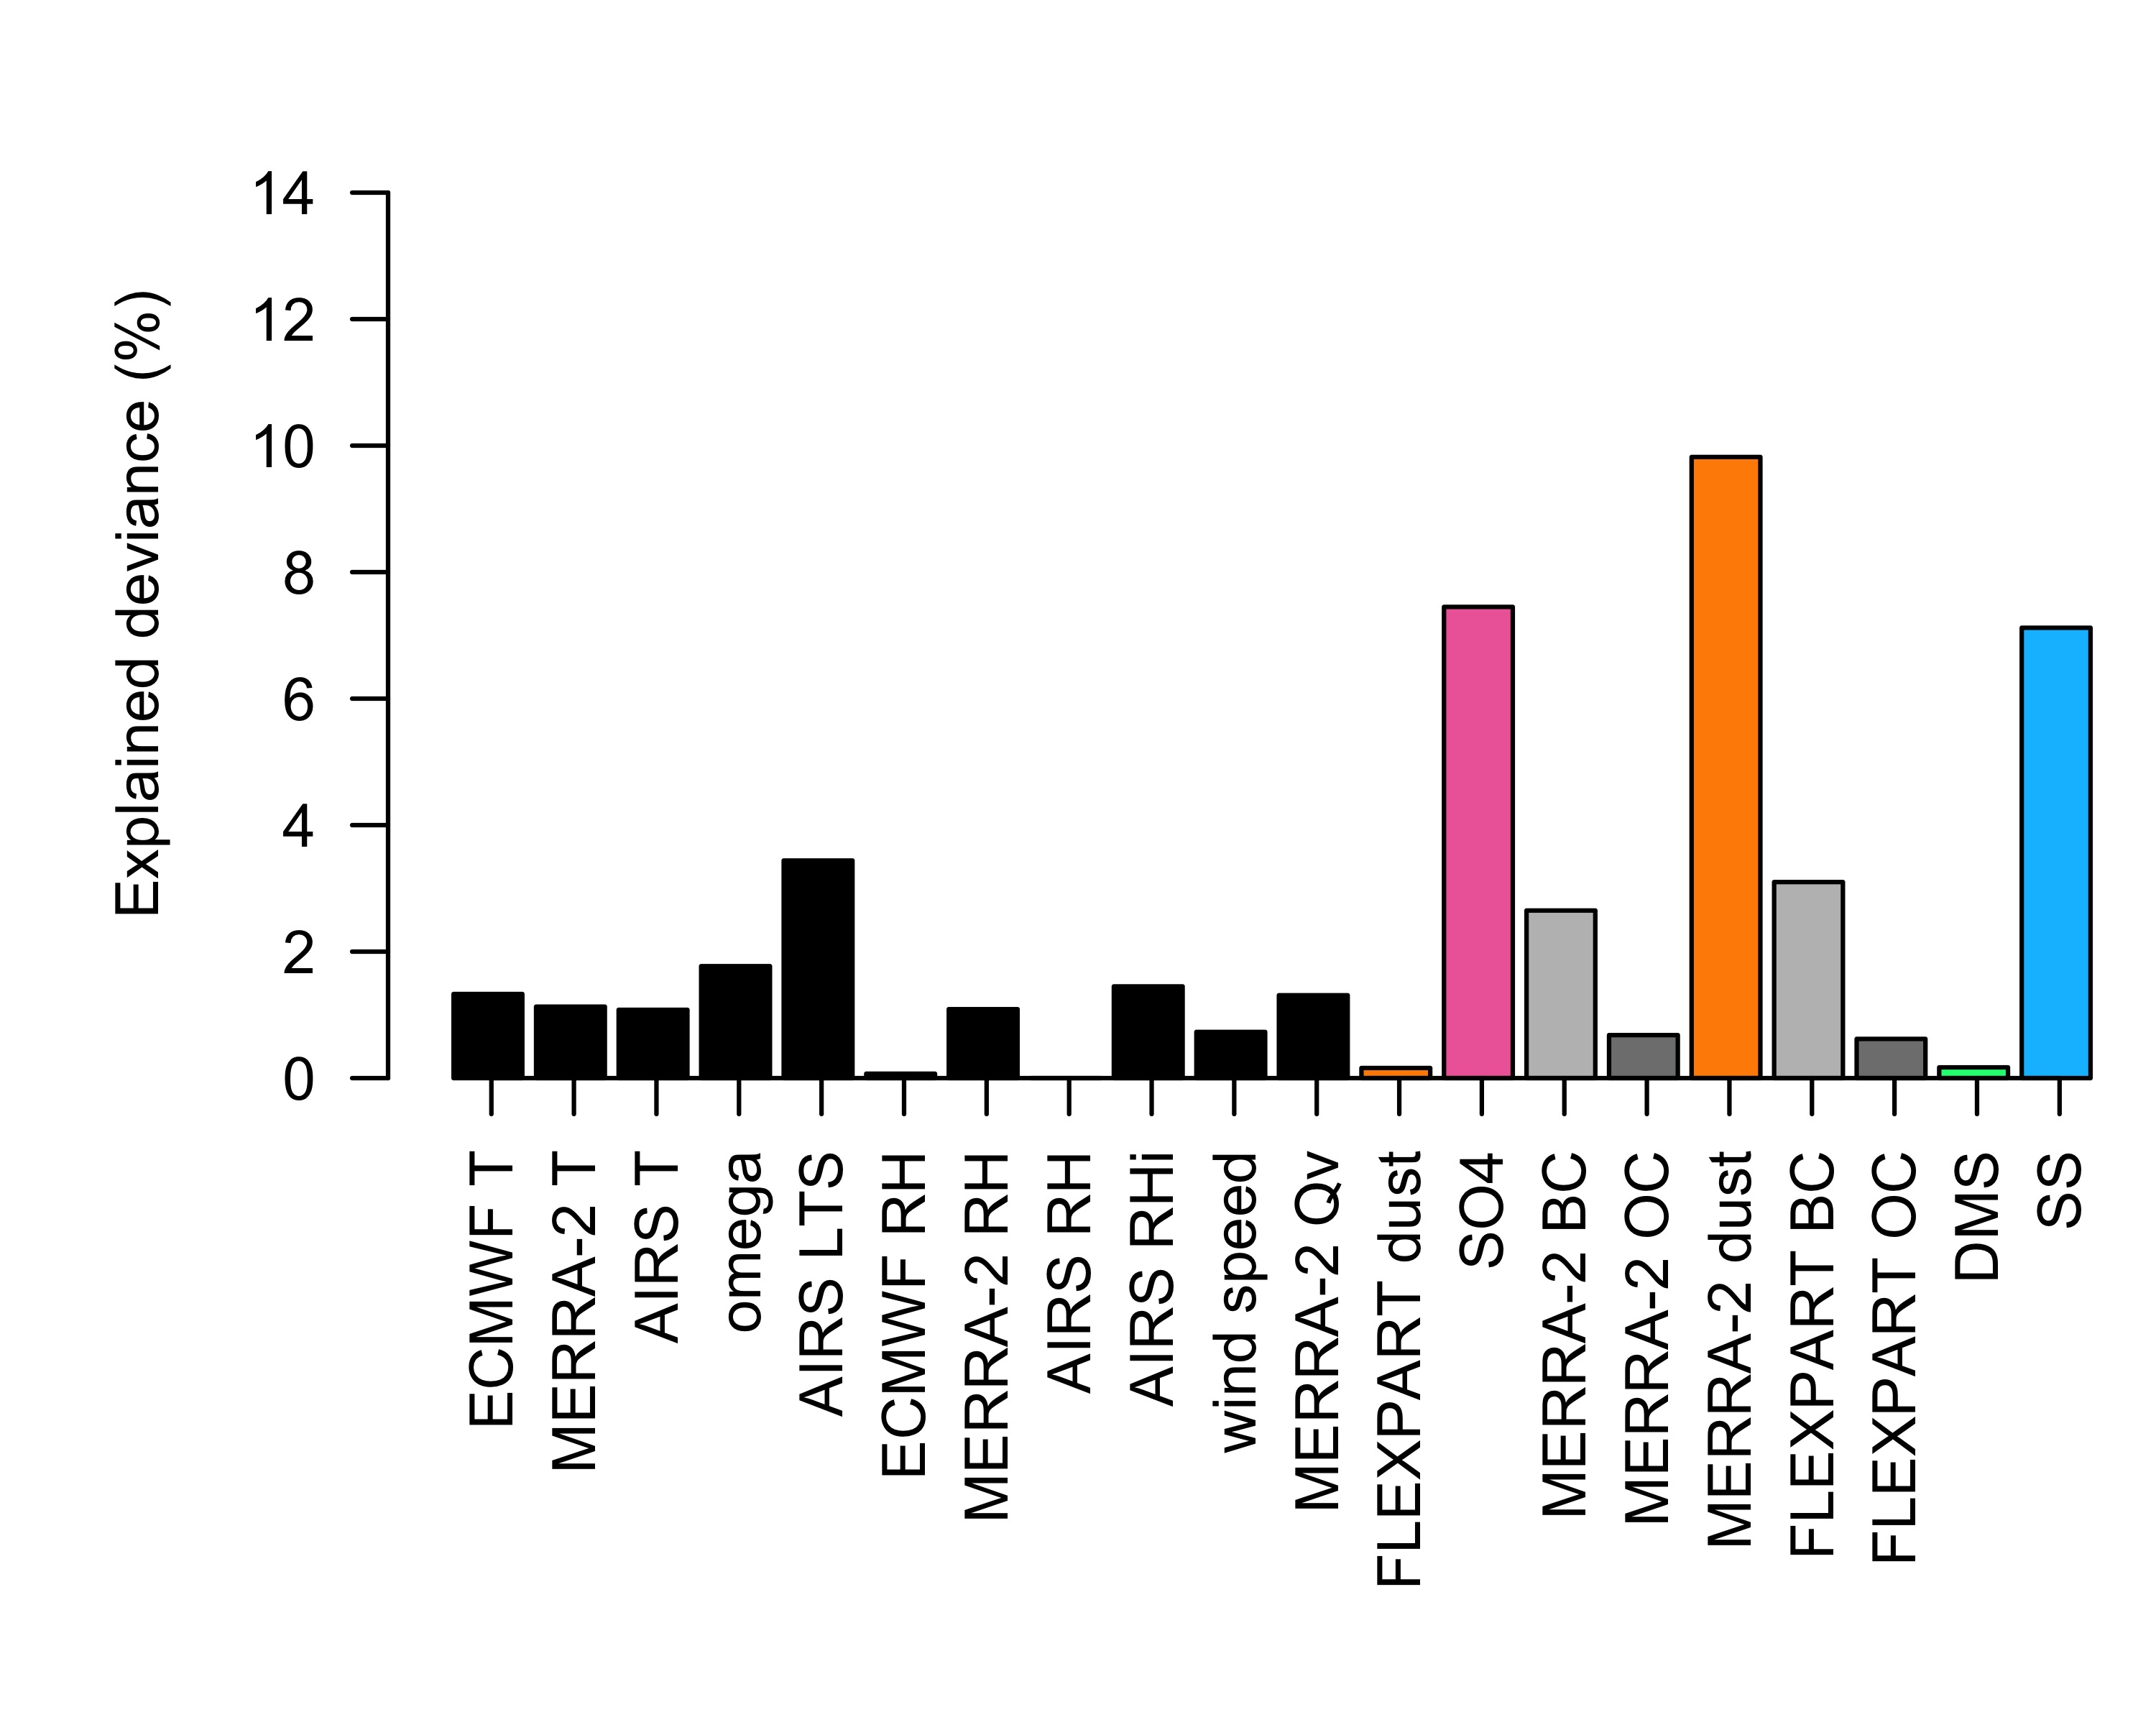 Explained deviance (%)
14
12
10
8
6
4
2
0
ECMWF T
MERRA-2 T
AIRS T
omega
AIRS LTS
ECMWF RH
MERRA-2 RH
AIRS RH
AIRS RHi
wind speed
MERRA-2 Qv
FLEXPART dust
SO4
MERRA-2 BC
MERRA-2 OC
MERRA-2 dust
FLEXPART BC
FLEXPART OC
DMS
SS